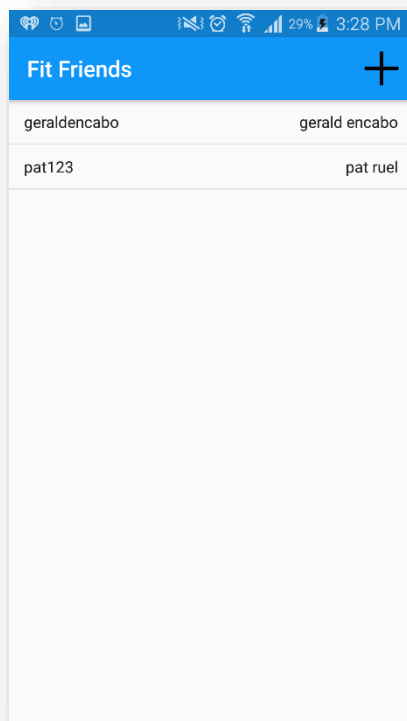 29% 3:28 PM
Fit Friends
geraldencabo gerald encabo
pat123 pat ruel